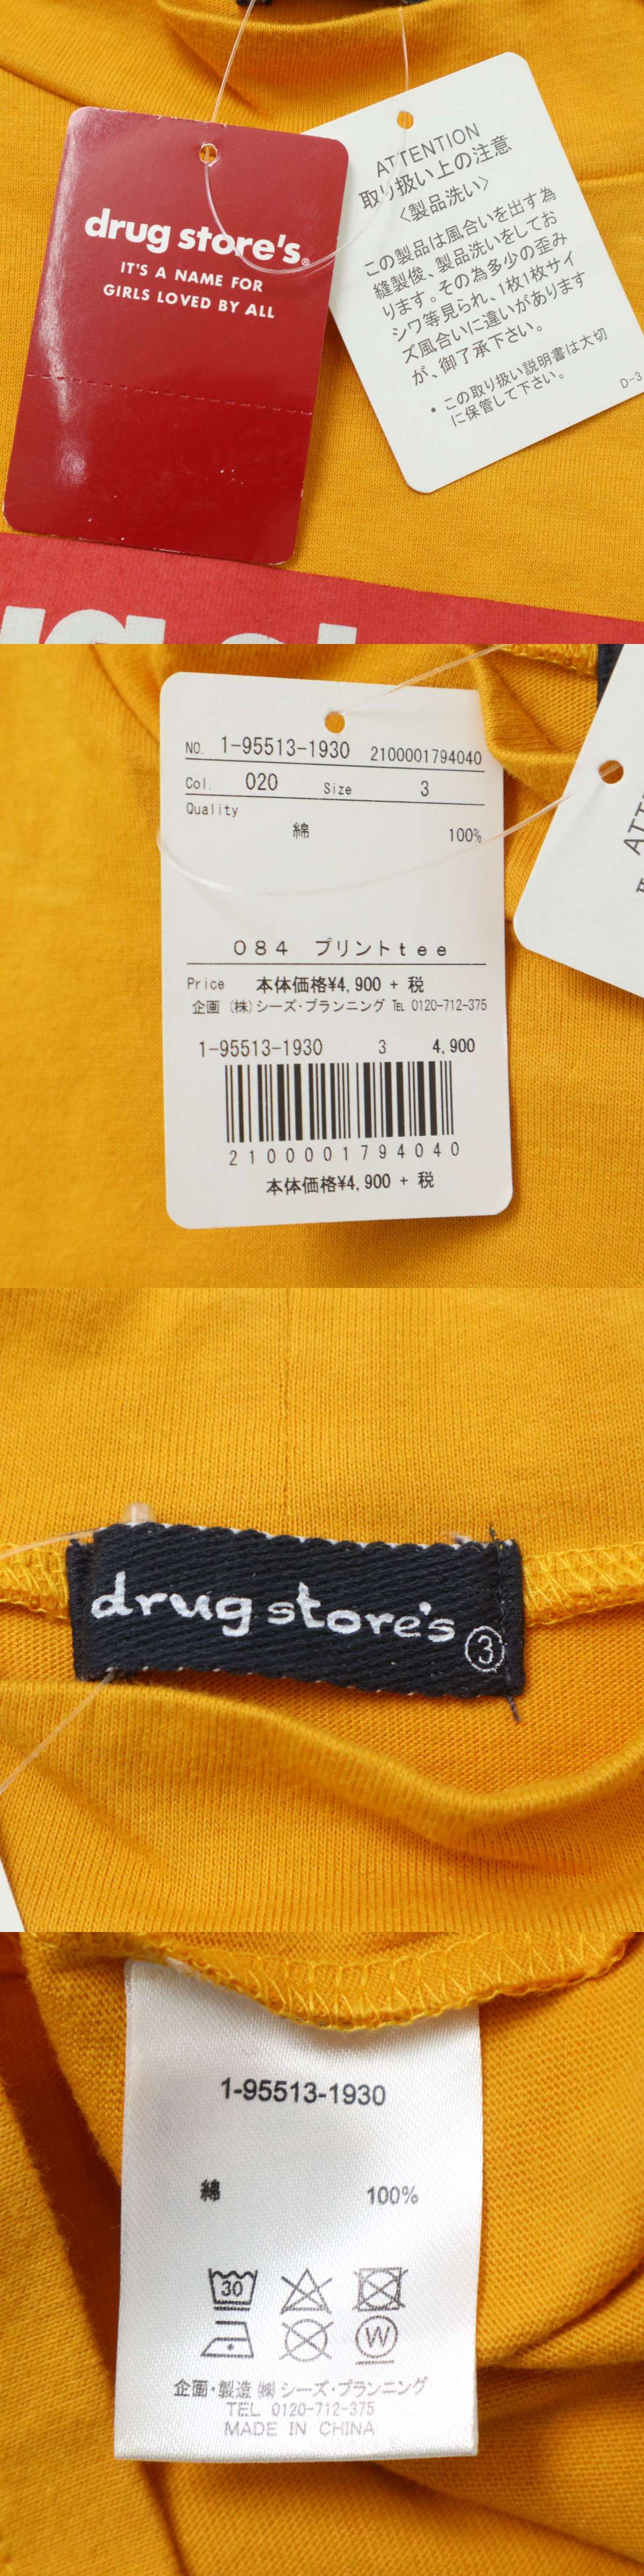 drug store's®
IT'S A NAME FOR
GIRLS LOVED BY ALL
ATTENTION
取り扱い上の注意
〈製品洗い〉
この製品は風合いを出す為
縫製後、製品洗いをしてお
ります。その為多少の歪み
シワ等見られ、1枚1枚サイ
ズ風合いに違いがあります
が、御了承下さい。
• この取り扱い説明書は大切
に保管して下さい。
D-3
NO. 1-95513-1930 2100001794040
Col. 020 Size 3
Quality
綿 100%
084 プリントtee
Price 本体価格¥4,900 + 税
企画 (株)シーズ・プランニング TEL 0120-712-375
1-95513-1930 3 4,900
2100001794040
本体価格¥4,900 + 税
drug store's ③
1-95513-1930
綿 100%
30
W
企画・製造 ㈱シーズ・プランニング
TEL 0120-712-375
MADE IN CHINA